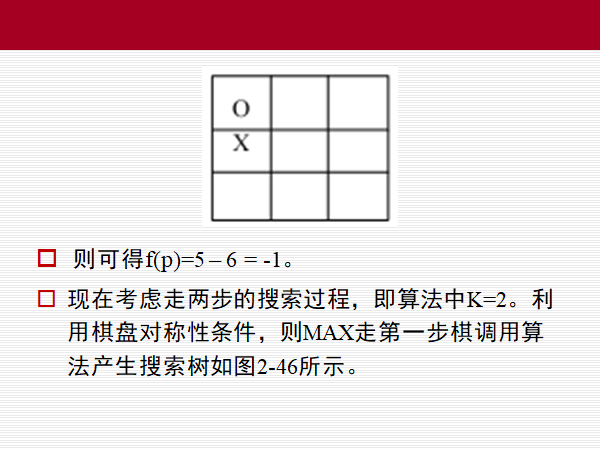 O
X
则可得f(p)=5 – 6 = -1。
现在考虑走两步的搜索过程，即算法中K=2。利
用棋盘对称性条件，则MAX走第一步棋调用算
法产生搜索树如图2-46所示。